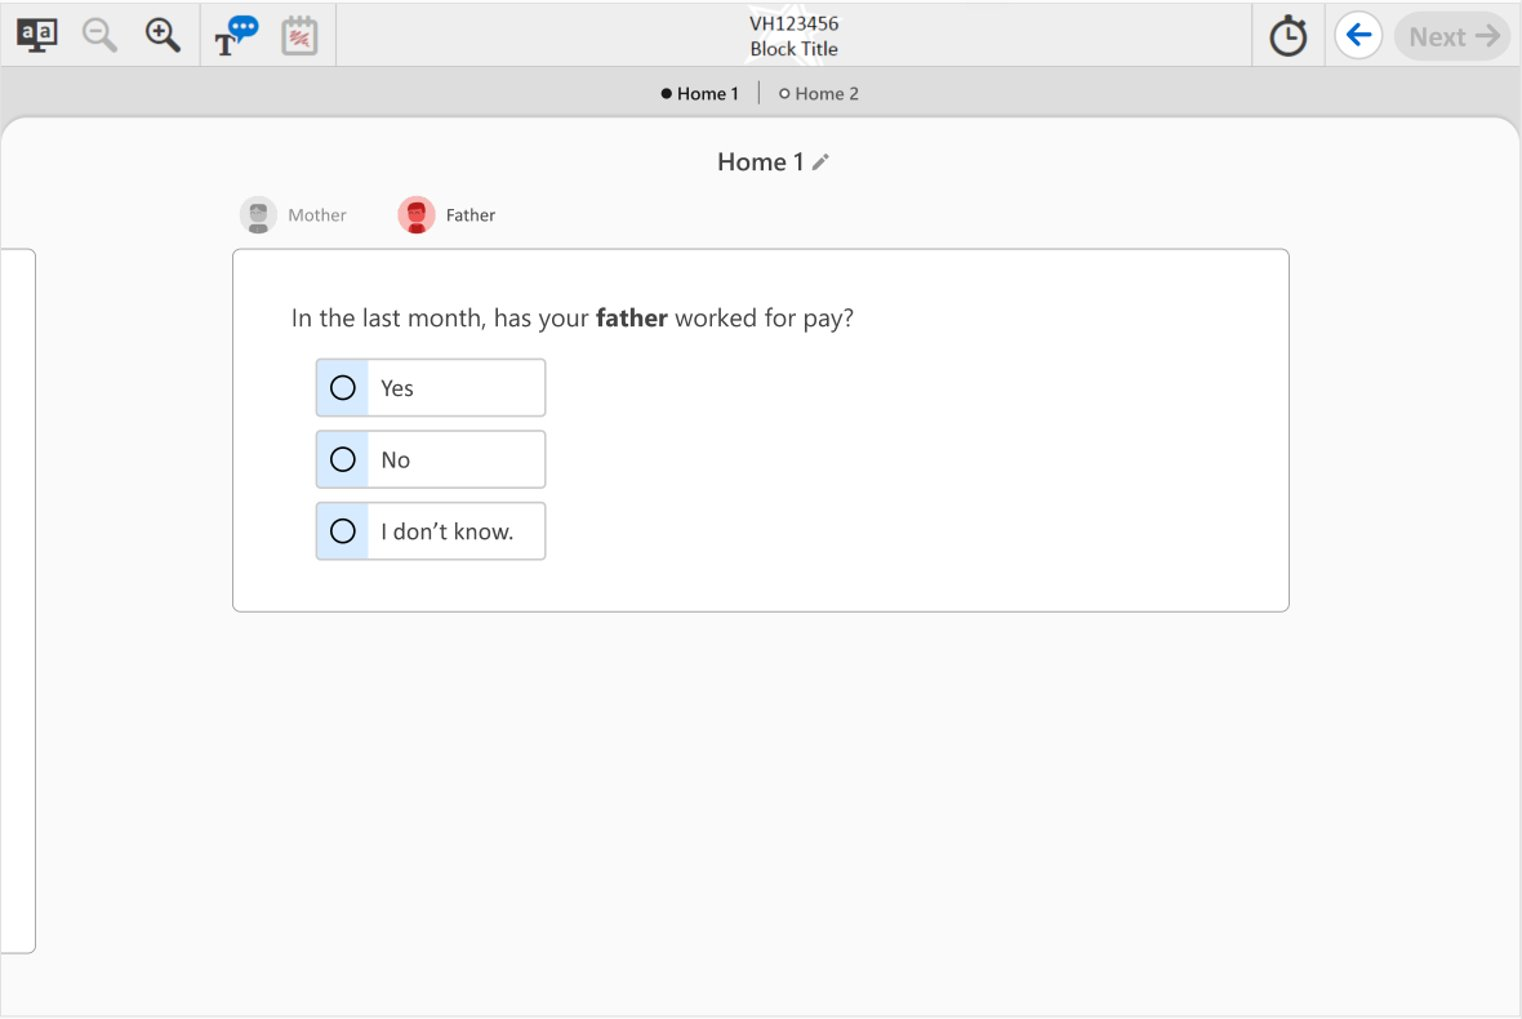 aa
T
VH123456
Block Title
Next
Home 1
Home 2
Home 1
Mother
Father
In the last month, has your father worked for pay?
Yes
No
I don’t know.